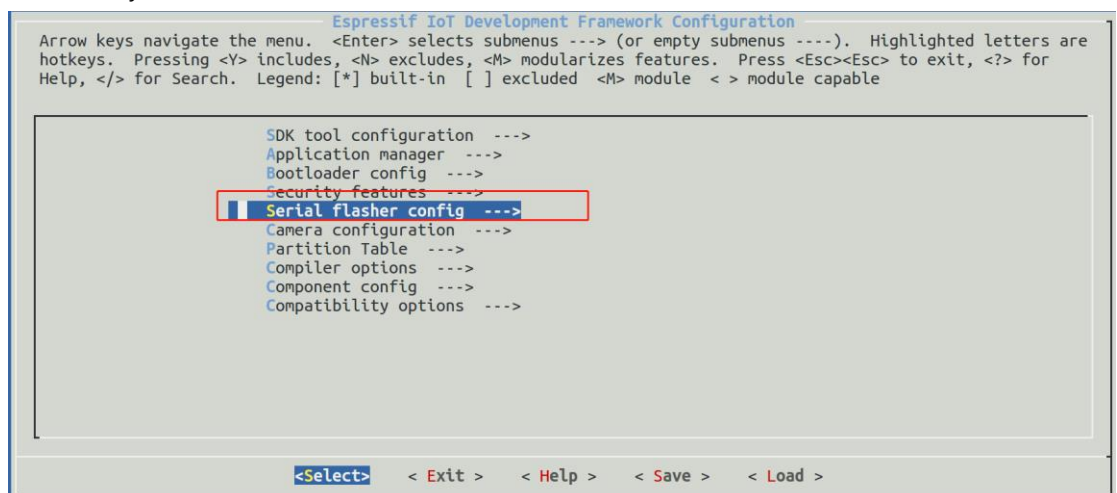 Espressif IoT Development Framework Configuration
Arrow keys navigate the menu.  <Enter> selects submenus ---> (or empty submenus ----).  Highlighted letters are
hotkeys.  Pressing <Y> includes, <N> excludes, <M> modularizes features.  Press <Esc><Esc> to exit, <?> for
Help, </> for Search.  Legend: [*] built-in  [ ] excluded  <M> module  < > module capable
SDK tool configuration  --->
Application manager  --->
Bootloader config  --->
Security features  --->
Serial flasher config  --->
Camera configuration  --->
Partition Table  --->
Compiler options  --->
Component config  --->
Compatibility options  --->
<Select>    < Exit >    < Help >    < Save >    < Load >